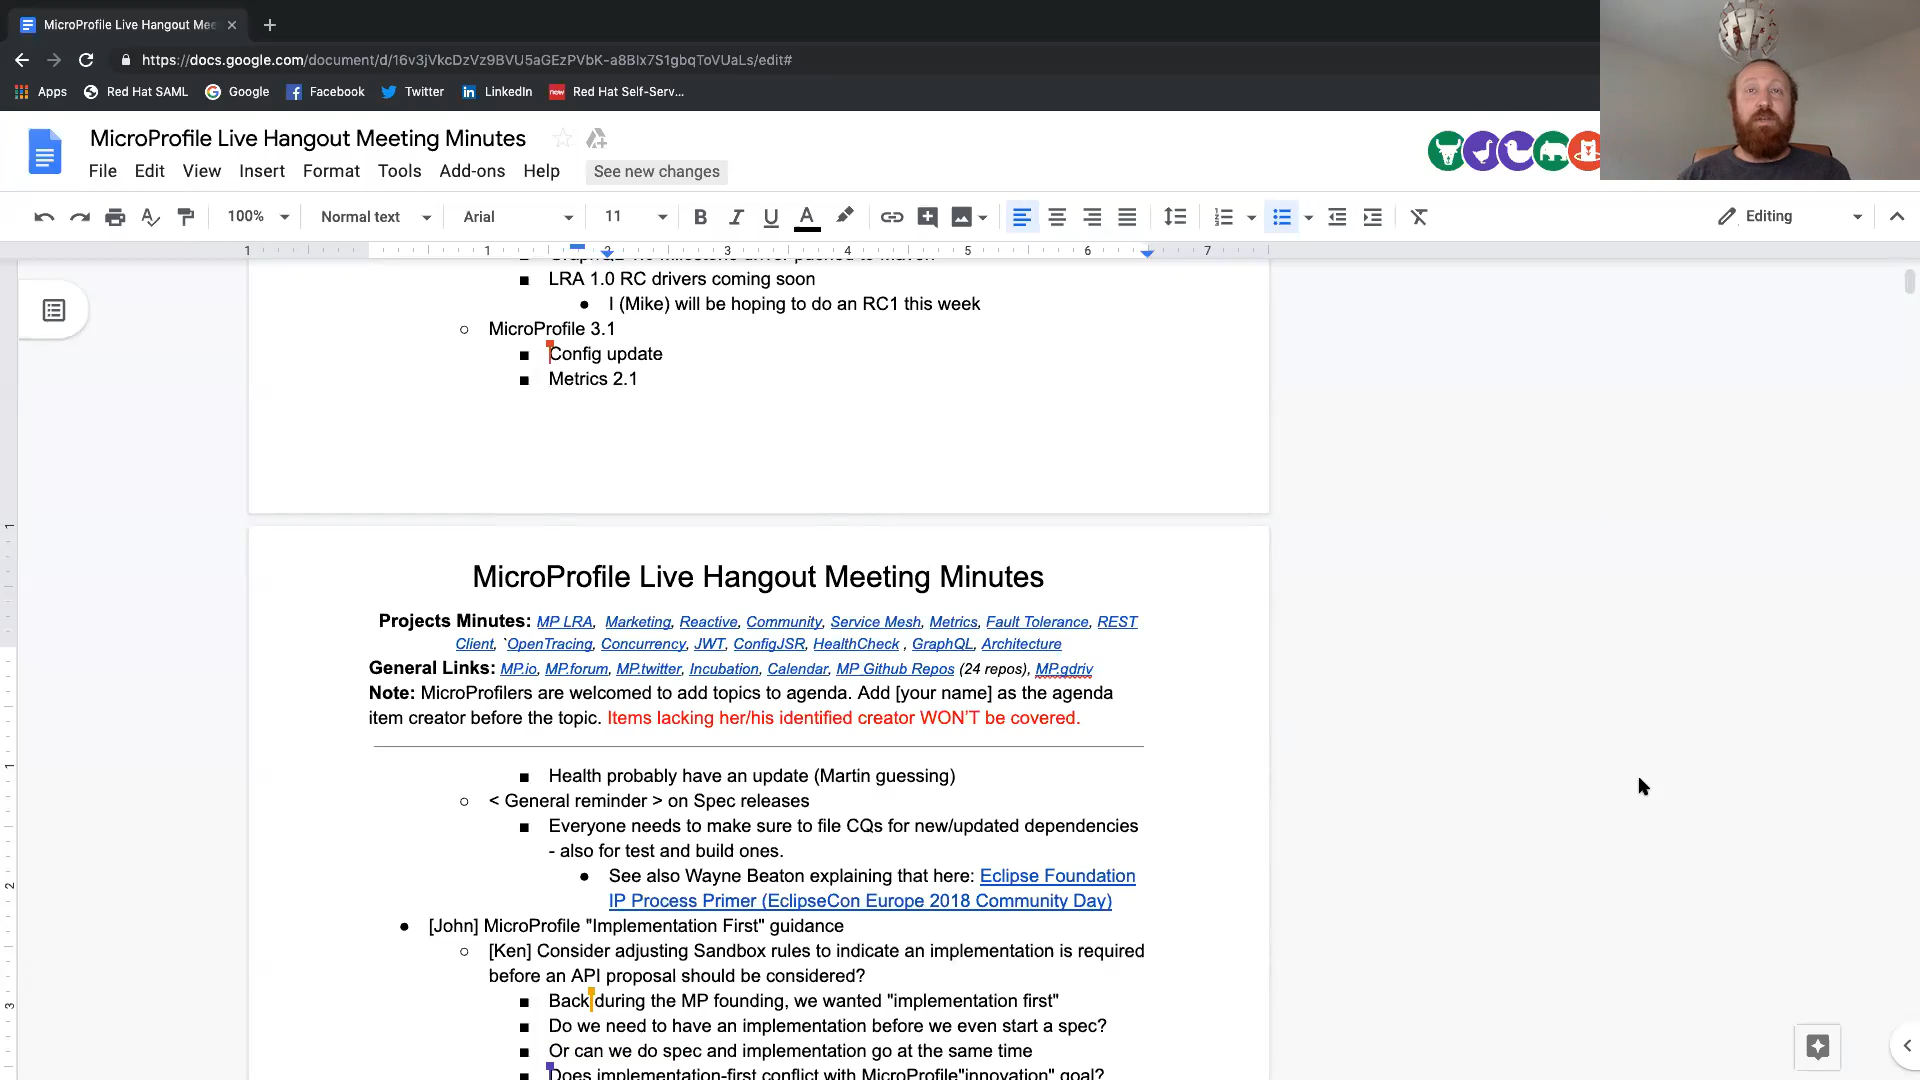 MicroProfile Live Hangout Mee
https://docs.google.com/document/d/16v3jVkcDzVz9BVU5aGEzPVbK-a8BIx7S1gbqToVUaLs/edit#
Apps Red Hat SAML Google Facebook Twitter LinkedIn Red Hat Self-Serv...
MicroProfile Live Hangout Meeting Minutes
File Edit View Insert Format Tools Add-ons Help See new changes
100% Normal text Arial 11 B I U A Editing
1 1 2 3 4 5 6 7
LRA 1.0 RC drivers coming soon
I (Mike) will be hoping to do an RC1 this week
MicroProfile 3.1
Config update
Metrics 2.1
MicroProfile Live Hangout Meeting Minutes
Projects Minutes: MP LRA, Marketing, Reactive, Community, Service Mesh, Metrics, Fault Tolerance, REST
Client, `OpenTracing, Concurrency, JWT, ConfigJSR, HealthCheck , GraphQL, Architecture
General Links: MP.io, MP.forum, MP.twitter, Incubation, Calendar, MP Github Repos (24 repos), MP.gdriv
Note: MicroProfilers are welcomed to add topics to agenda. Add [your name] as the agenda
item creator before the topic. Items lacking her/his identified creator WON'T be covered.
Health probably have an update (Martin guessing)
< General reminder > on Spec releases
Everyone needs to make sure to file CQs for new/updated dependencies
- also for test and build ones.
See also Wayne Beaton explaining that here: Eclipse Foundation
IP Process Primer (EclipseCon Europe 2018 Community Day)
[John] MicroProfile "Implementation First" guidance
[Ken] Consider adjusting Sandbox rules to indicate an implementation is required
before an API proposal should be considered?
Back during the MP founding, we wanted "implementation first"
Do we need to have an implementation before we even start a spec?
Or can we do spec and implementation go at the same time
Does implementation-first conflict with MicroProfile"innovation" goal?